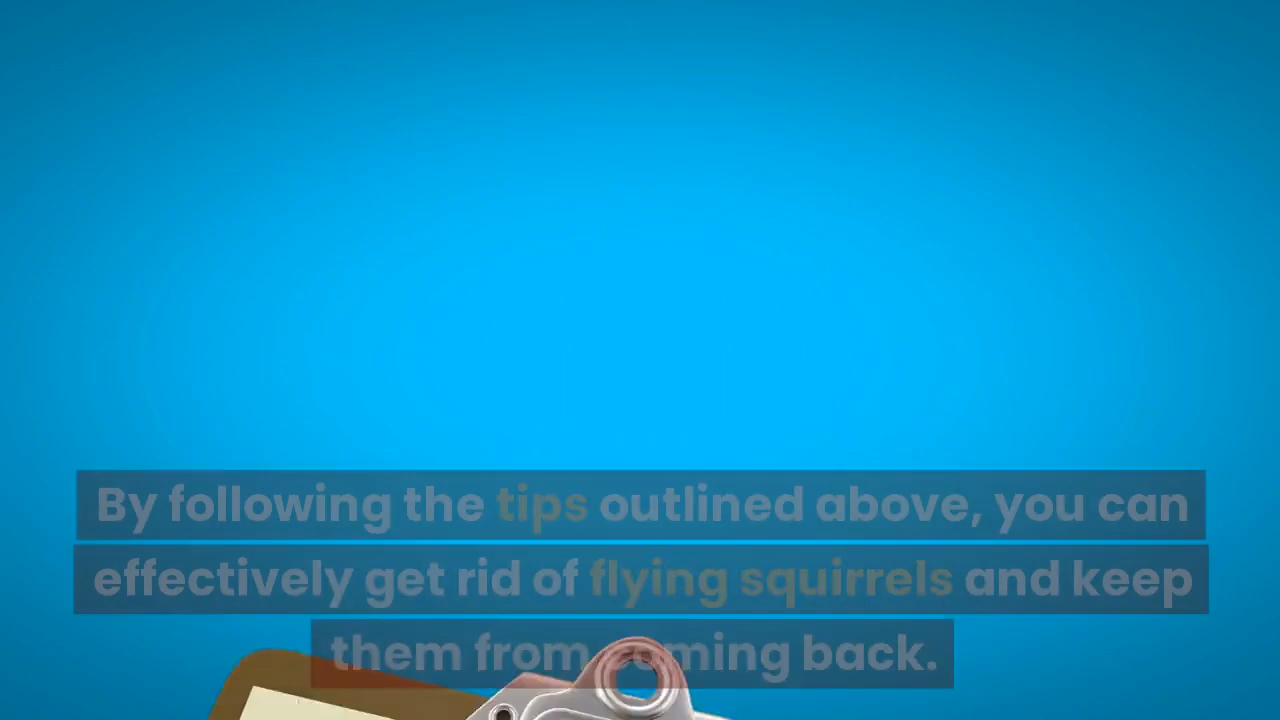 By following the tips outlined above, you can
effectively get rid of flying squirrels and keep
them from coming back.